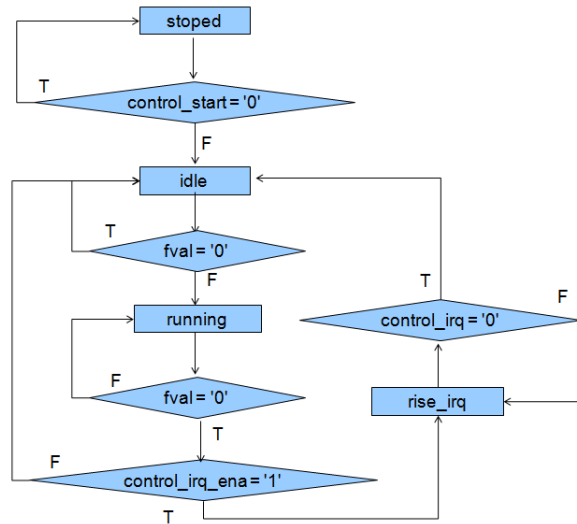 stoped
T
control_start = '0'
F
idle
T
fval = '0'
T
F
F
running
control_irq = '0'
F
fval = '0'
rise_irq
T
F
control_irq_ena = '1'
T